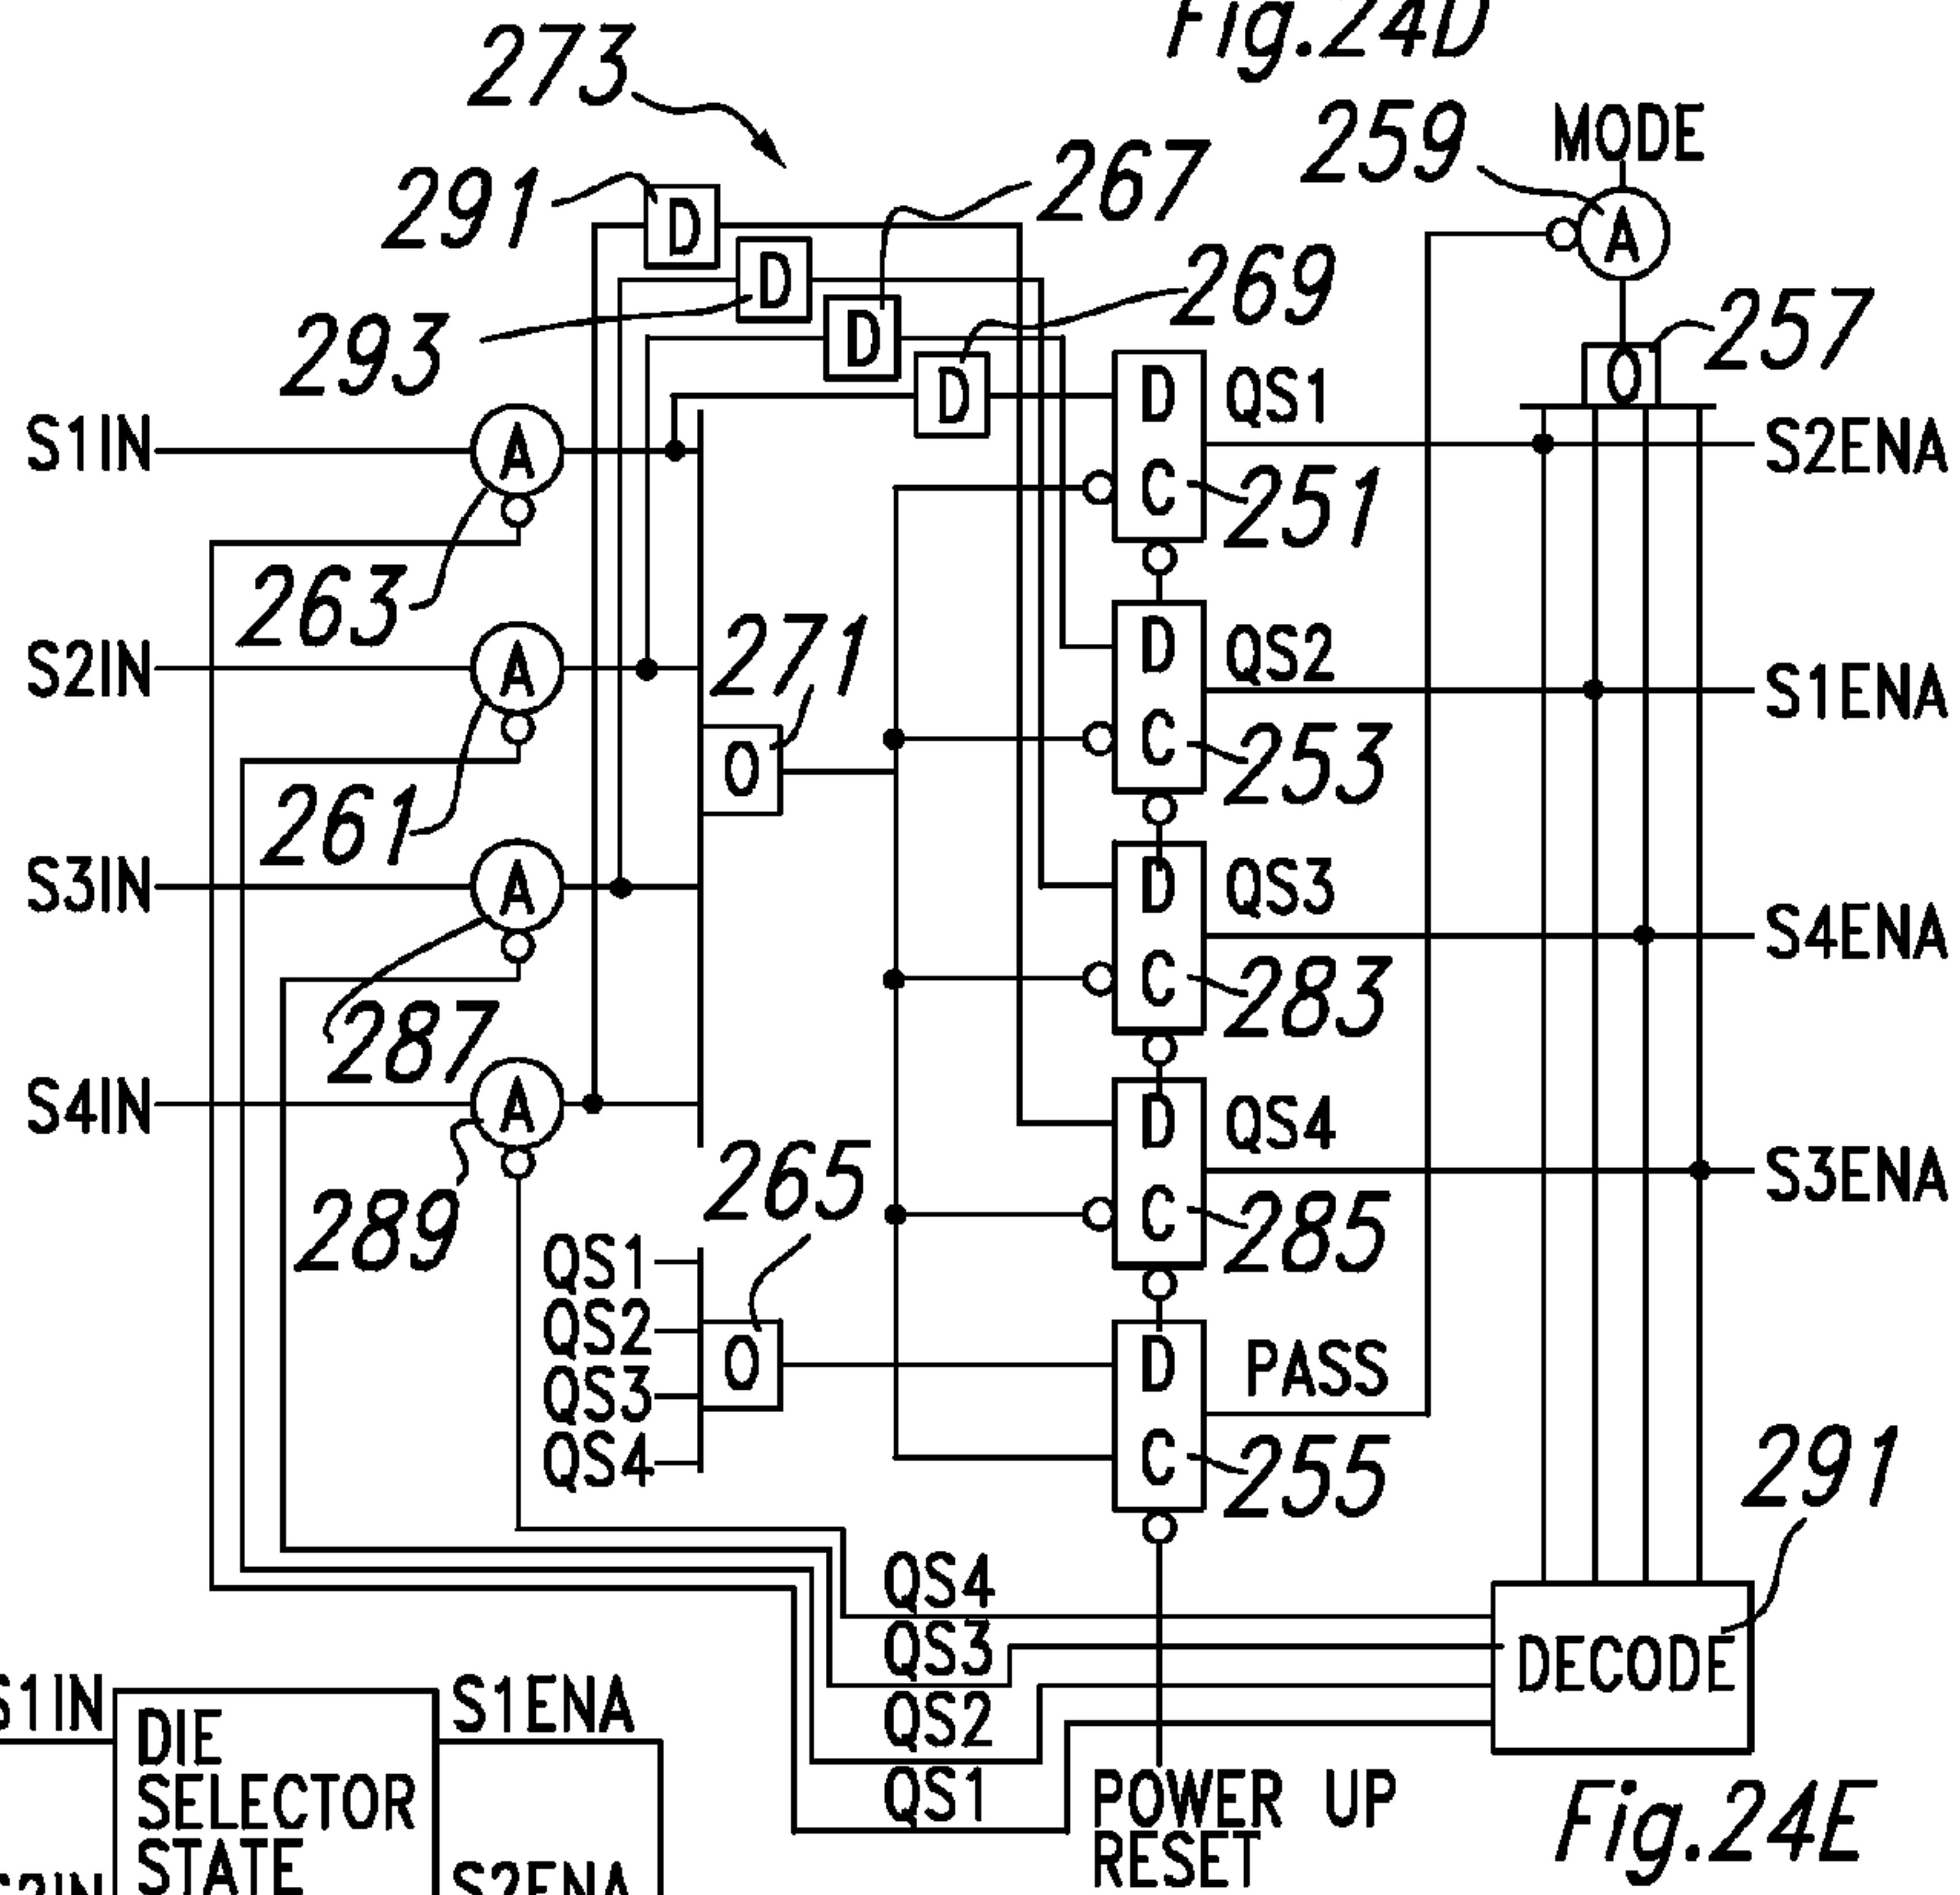 Fig.24D
273
259 MODE
291 D 267 A
D 269
293 D 257
D D QS1 O
S1IN A S2ENA
C 251
263
S2IN A 271 D QS2 S1ENA
O C 253
261
S3IN A D QS3 S4ENA
C 283
287
S4IN A D QS4 S3ENA
265 C 285
289
QS1
QS2 O D PASS
QS3
QS4 C 255 291
QS4
QS3 DECODE
S1IN S1ENA QS2
DIE
SELECTOR QS1 POWER UP Fig.24E
STATE RESET
S2ENA